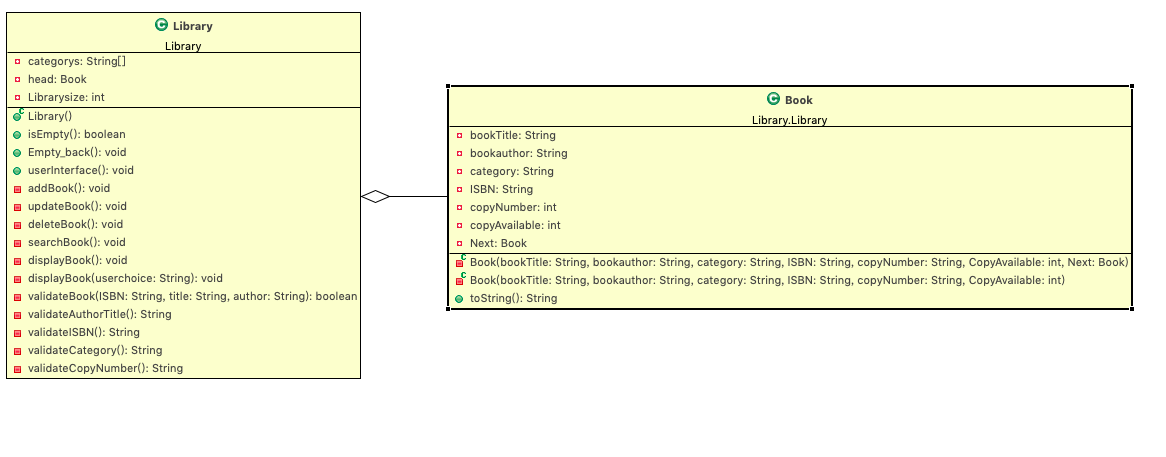 Library
Library
categorys: String[]
head: Book
Librarysize: int
Library()
isEmpty(): boolean
Empty_back(): void
userInterface(): void
addBook(): void
updateBook(): void
deleteBook(): void
searchBook(): void
displayBook(): void
displayBook(userchoice: String): void
validateBook(ISBN: String, title: String, author: String): boolean
validateAuthorTitle(): String
validateISBN(): String
validateCategory(): String
validateCopyNumber(): String
Book
Library.Library
bookTitle: String
bookauthor: String
category: String
ISBN: String
copyNumber: int
copyAvailable: int
Next: Book
Book(bookTitle: String, bookauthor: String, category: String, ISBN: String, copyNumber: String, CopyAvailable: int, Next: Book)
Book(bookTitle: String, bookauthor: String, category: String, ISBN: String, copyNumber: String, CopyAvailable: int)
toString(): String